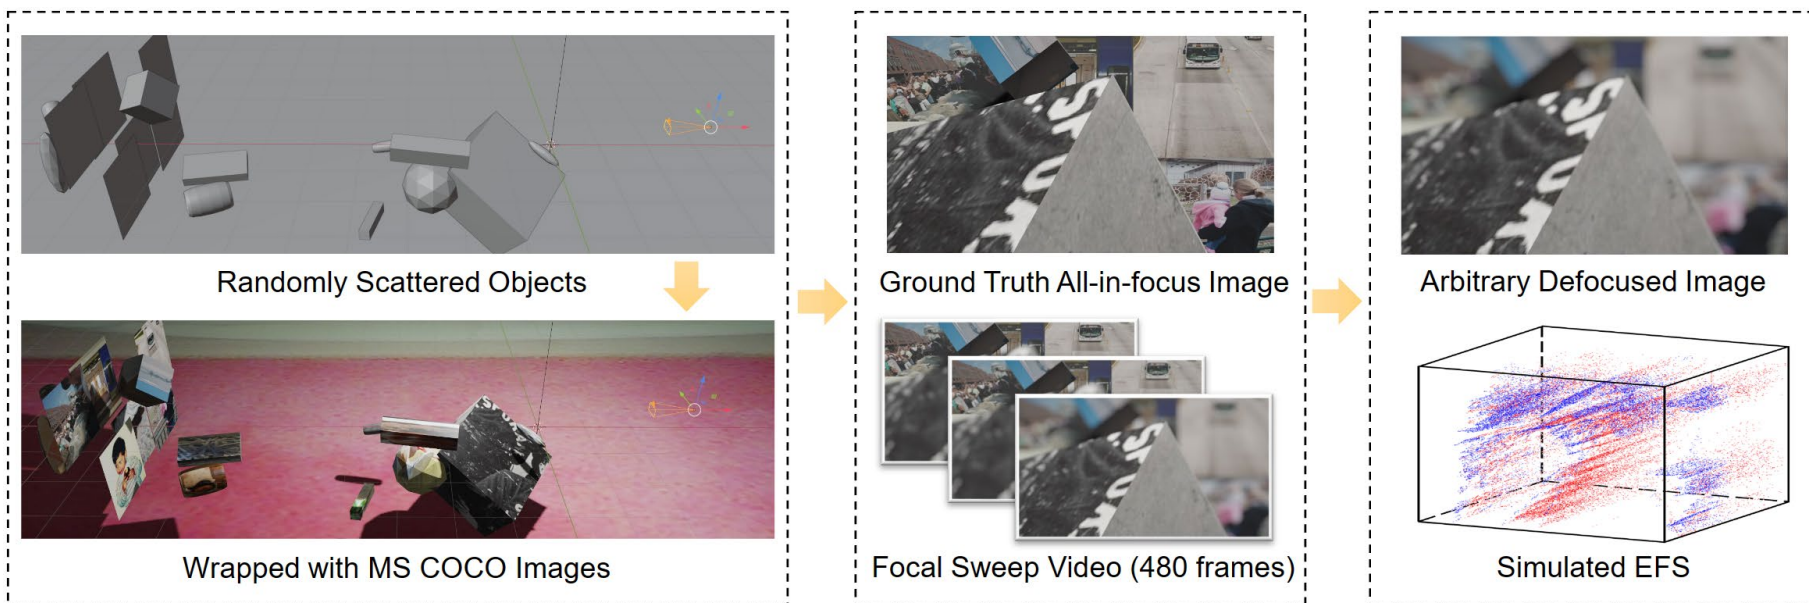 Randomly Scattered Objects
Wrapped with MS COCO Images
Ground Truth All-in-focus Image
Focal Sweep Video (480 frames)
Arbitrary Defocused Image
Simulated EFS